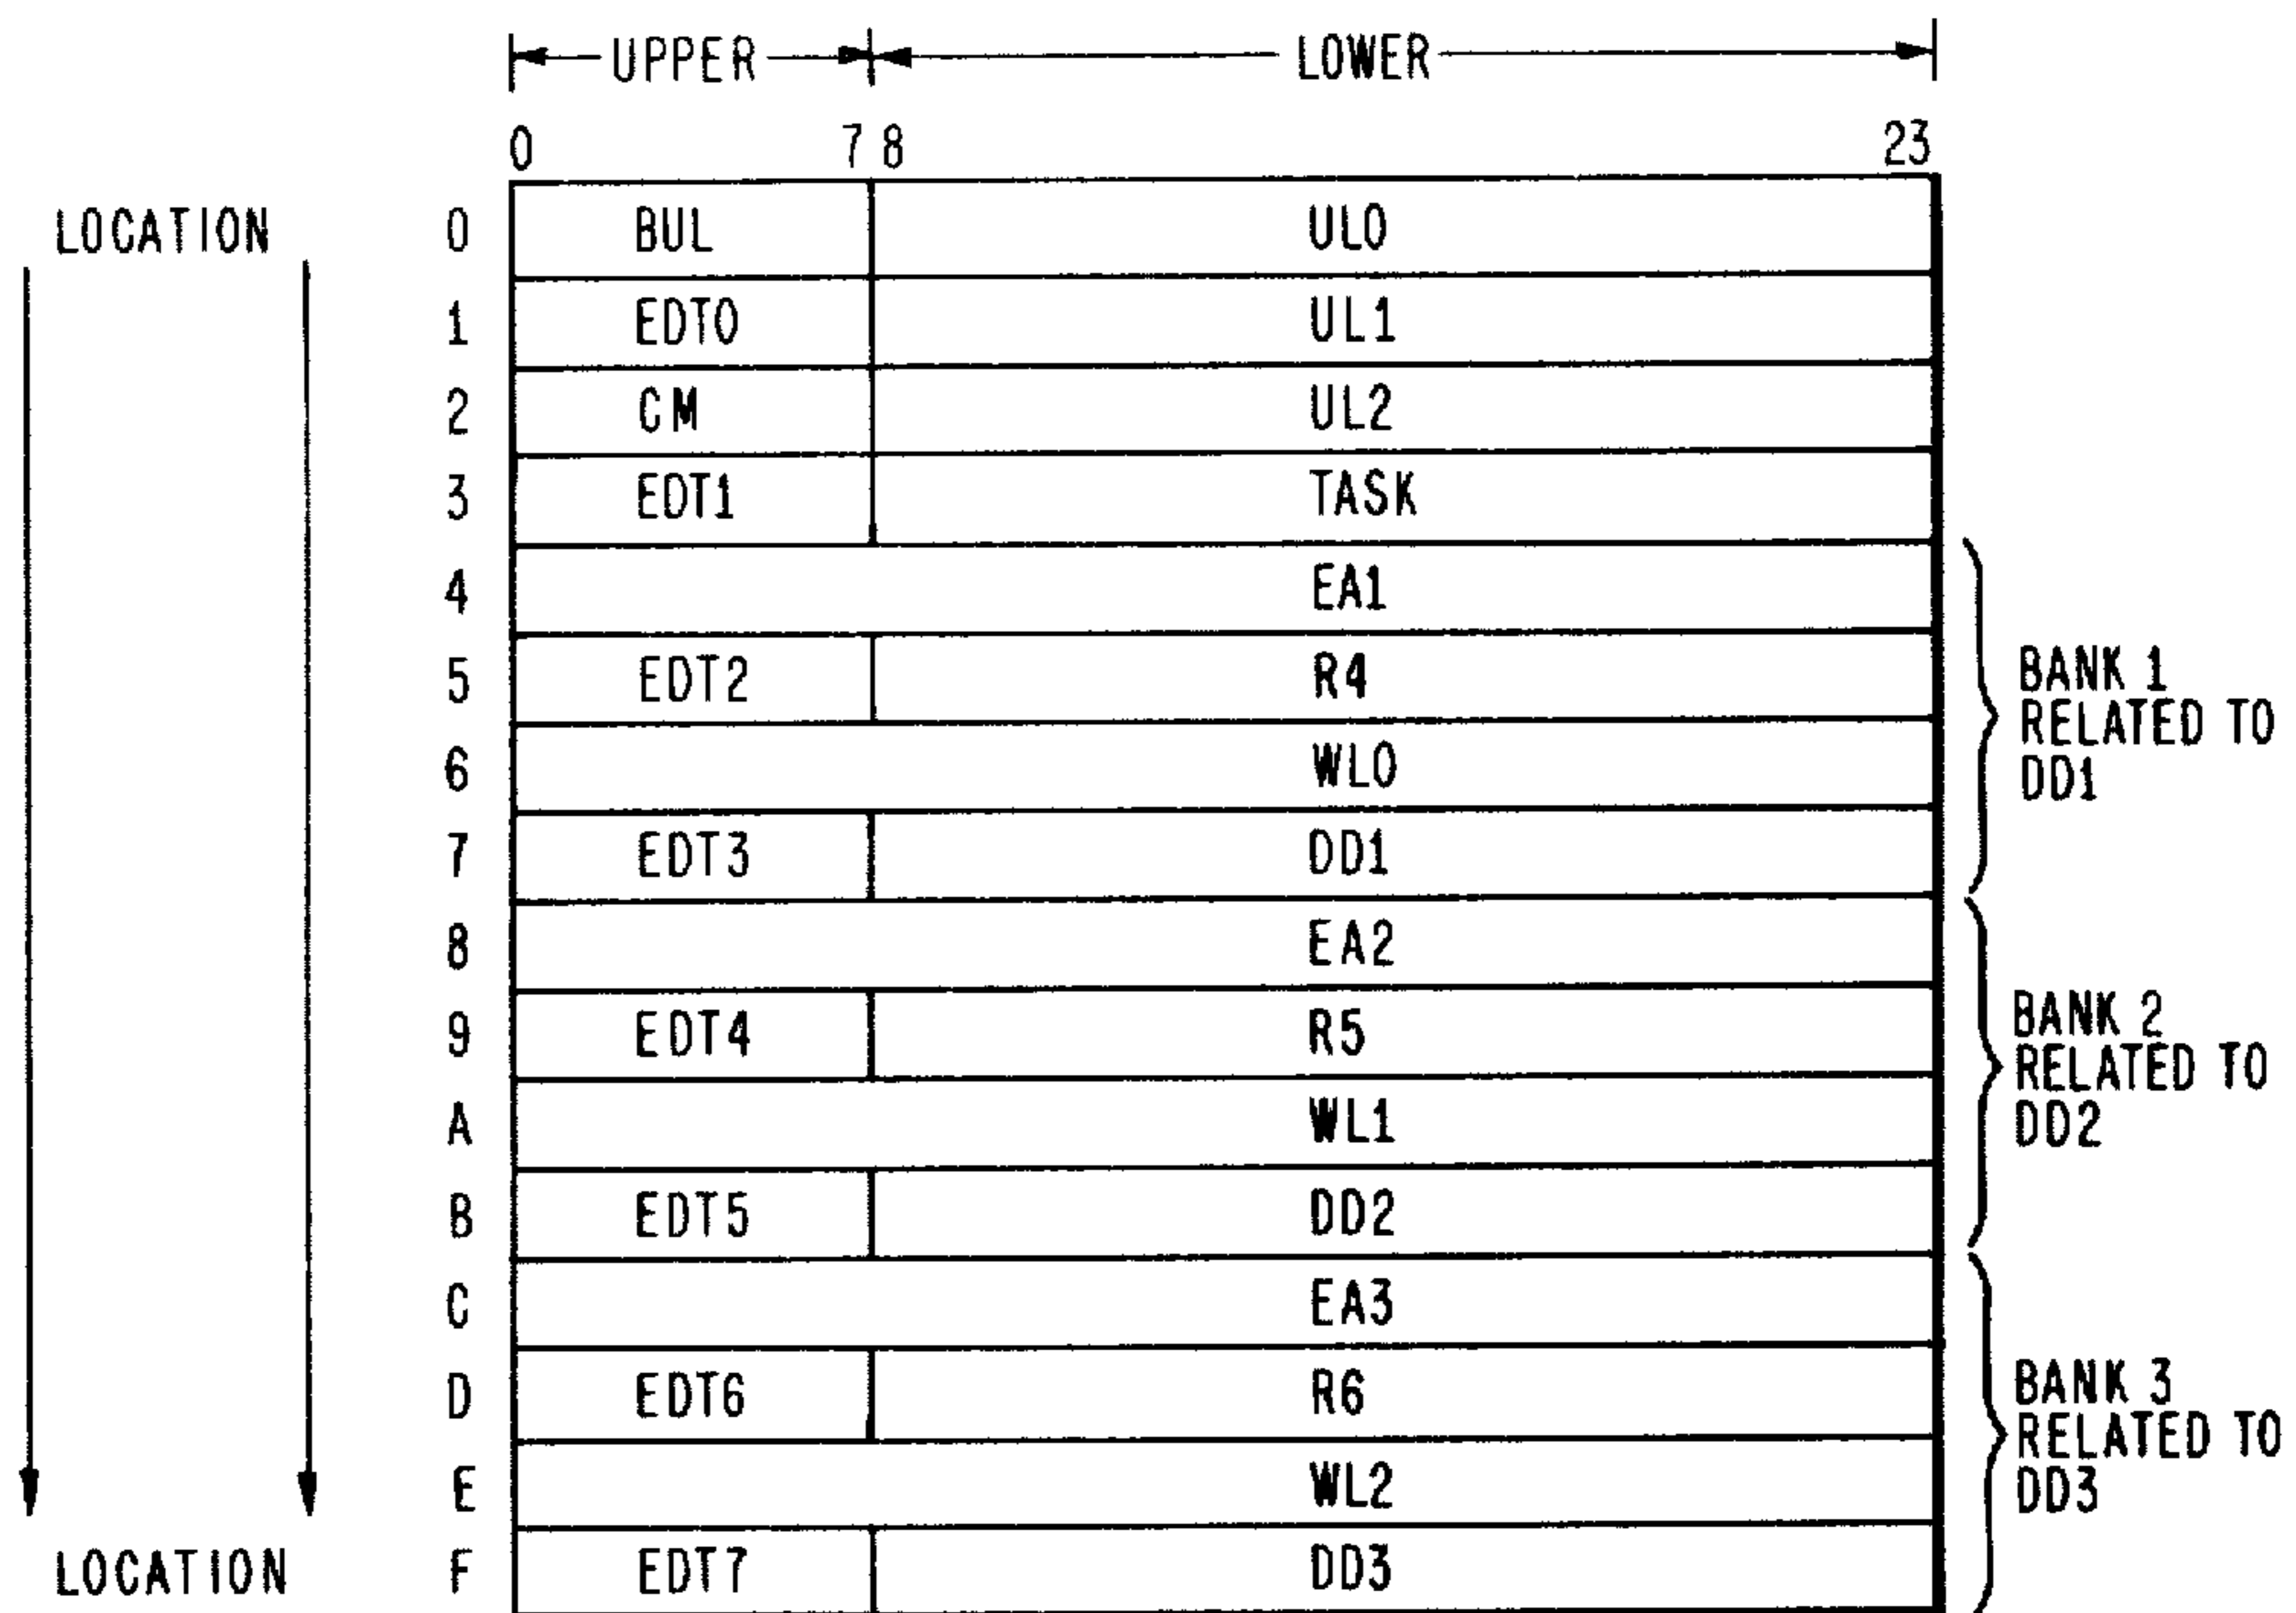 UPPER LOWER
0 7 8 23
LOCATION 0 BUL UL0
1 EDT0 UL1
2 CM UL2
3 EDT1 TASK
4 EA1
5 EDT2 R4
6 WL0
7 EDT3 DD1
BANK 1
RELATED TO
DD1
8 EA2
9 EDT4 R5
A WL1
B EDT5 DD2
BANK 2
RELATED TO
DD2
C EA3
D EDT6 R6
E WL2
LOCATION F EDT7 DD3
BANK 3
RELATED TO
DD3